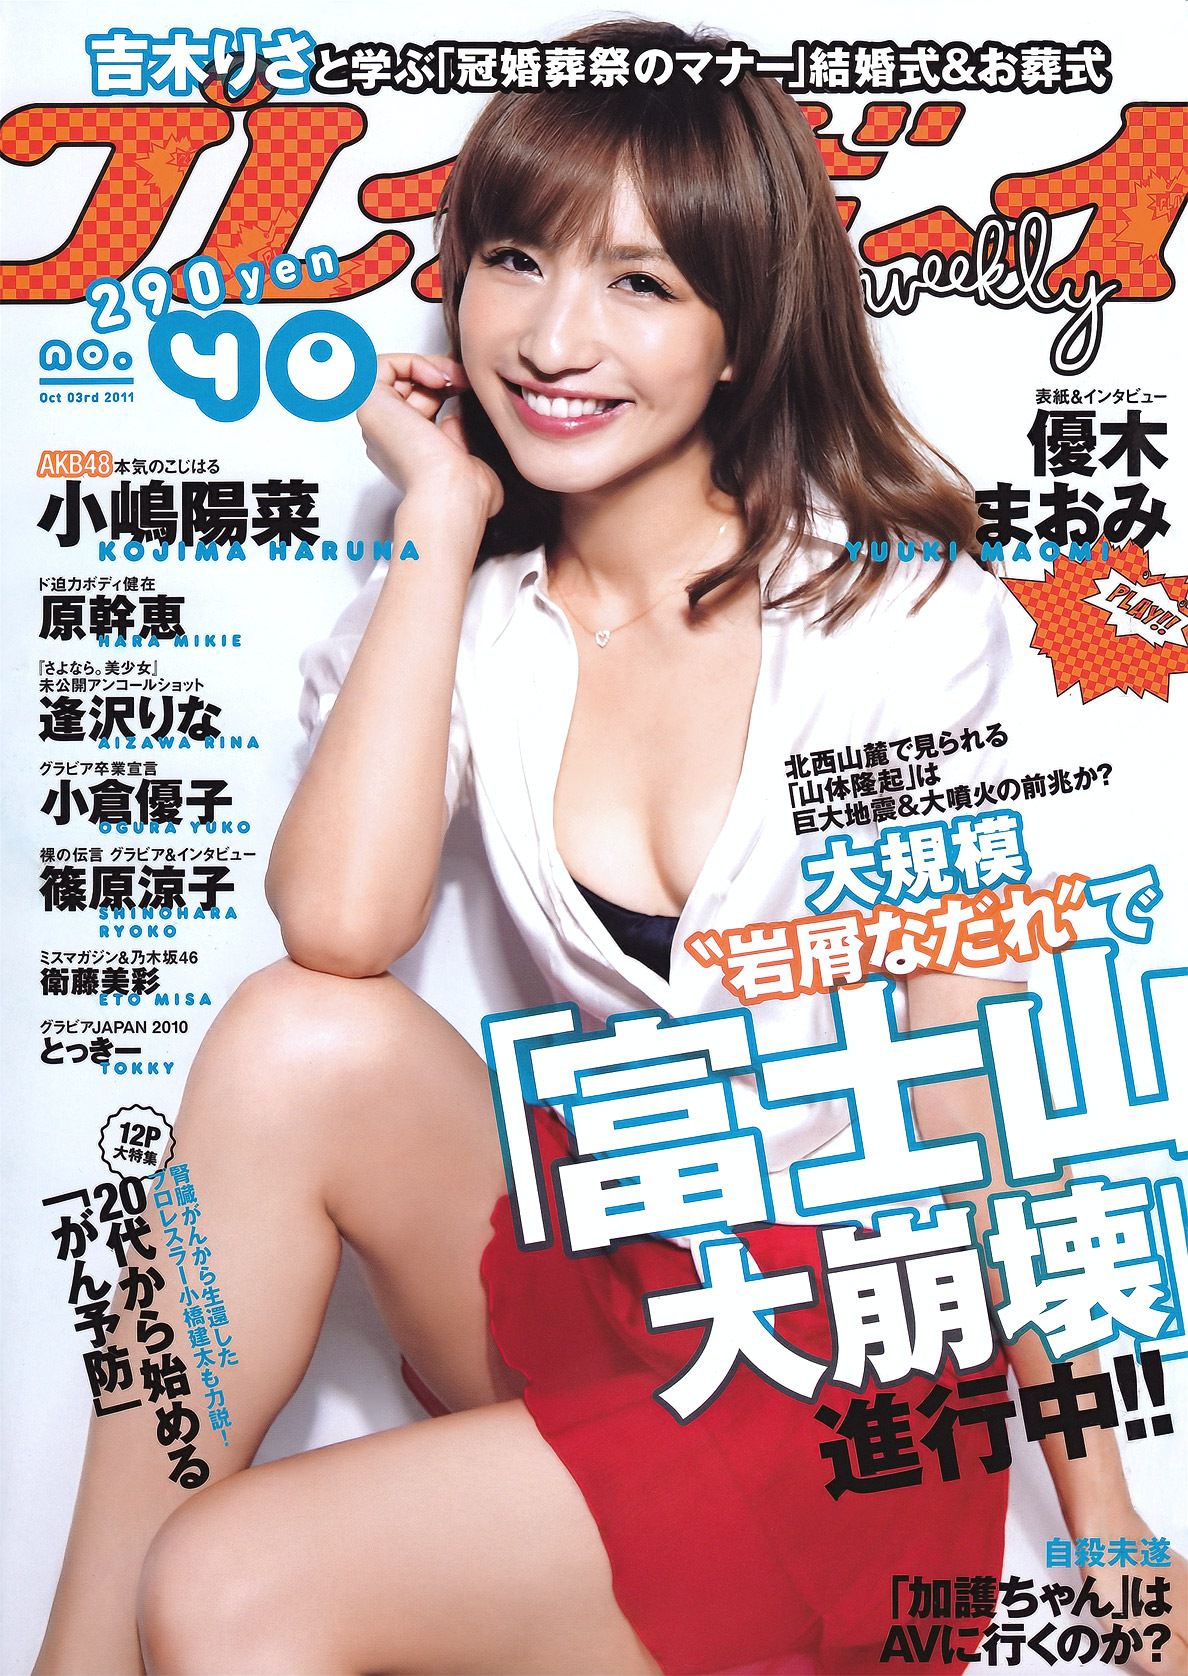 吉木りさと学ぶ「冠婚葬祭のマナー」結婚式&お葬式
プレイボーイ
weekly
290yen
no.40
Oct 03rd 2011
表紙&インタビュー
優木
まおみ
YUUKI MAOMI
PLAY!!
AKB48 本気のこじはる
小嶋陽菜
KOJIMA HARUNA
ド迫力ボディ健在
原幹恵
HARA MIKIE
『さよなら。美少女』
未公開アンコールショット
逢沢りな
AIZAWA RINA
グラビア卒業宣言
小倉優子
OGURA YUKO
裸の伝言 グラビア&インタビュー
篠原涼子
SHINOHARA
RYOKO
ミスマガジン&乃木坂46
衛藤美彩
ETO MISA
グラビアJAPAN 2010
とっきー
TOKKY
12P
大特集
腎臓がんから生還した
プロレスラー小橋建太も力説!
20代から始める
「がん予防」
北西山麓で見られる
「山体隆起」は
巨大地震&大噴火の前兆か?
大規模
"岩屑なだれ"で
「富士山
大崩壊」
進行中!!
自殺未遂
「加護ちゃん」は
AVに行くのか?